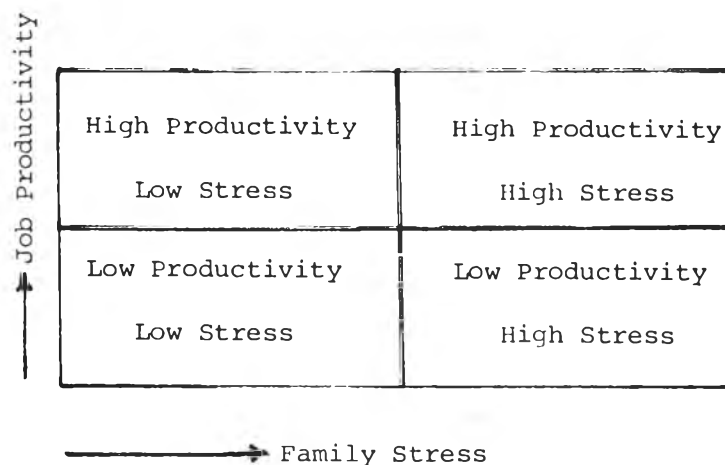 Job Productivity
High Productivity
Low Stress
High Productivity
High Stress
Low Productivity
Low Stress
Low Productivity
High Stress
Family Stress